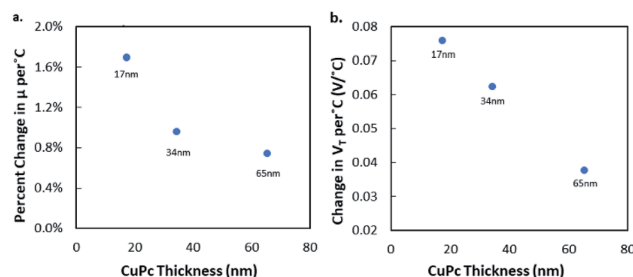 a.
Percent Change in µ per˚C
2.0%
1.6%
1.2%
0.8%
0.4%
0.0%
17nm
34nm
65nm
0 20 40 60 80
CuPc Thickness (nm)
b.
Change in V_T per˚C (V/˚C)
0.08
0.07
0.06
0.05
0.04
0.03
0.02
17nm
34nm
65nm
0 20 40 60 80
CuPc Thickness (nm)